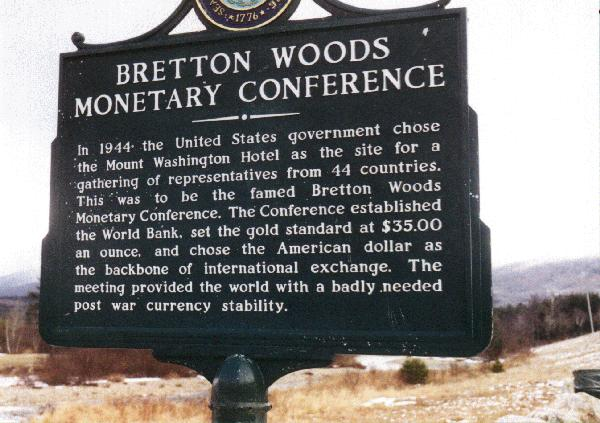 1776
BRETTON WOODS
MONETARY CONFERENCE
In 1944 the United States government chose
the Mount Washington Hotel as the site for a
gathering of representatives from 44 countries.
This was to be the famed Bretton Woods
Monetary Conference. The Conference established
the World Bank, set the gold standard at $35.00
an ounce, and chose the American dollar as
the backbone of international exchange. The
meeting provided the world with a badly needed
post war currency stability.